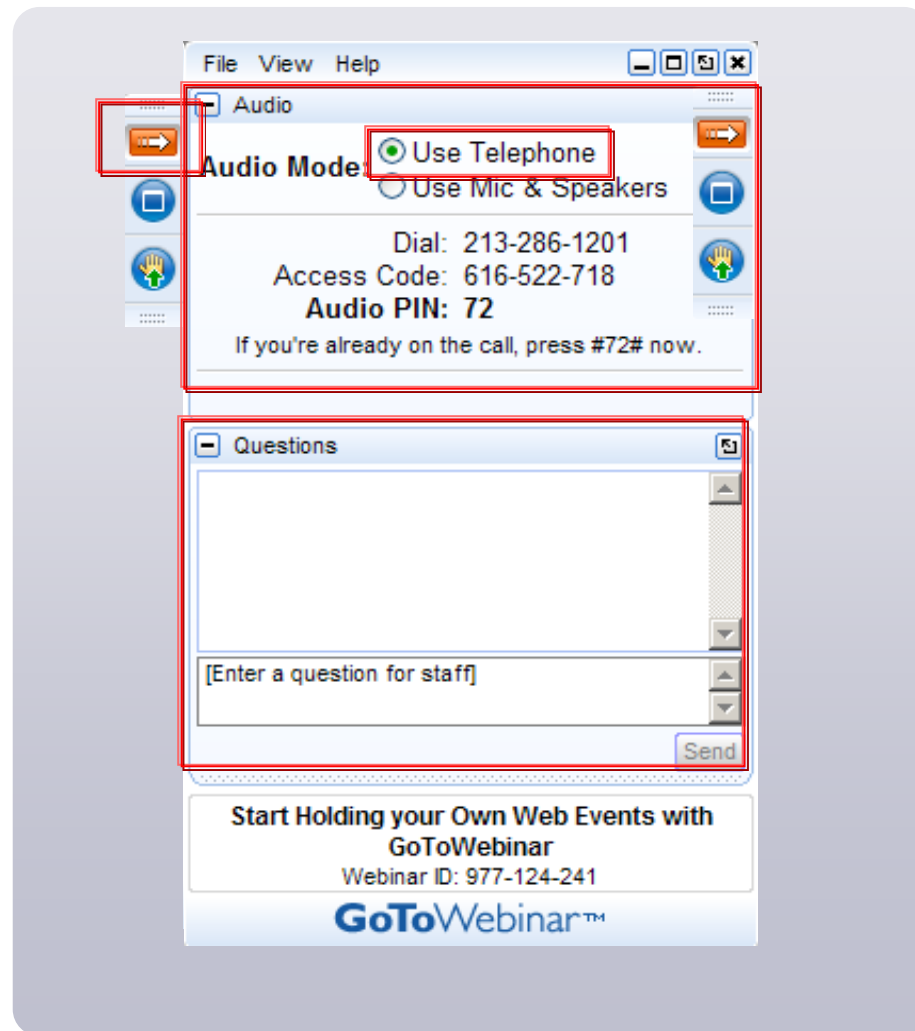 File View Help
Audio
Audio Mode:
Use Telephone
Use Mic & Speakers
Dial: 213-286-1201
Access Code: 616-522-718
Audio PIN: 72
If you're already on the call, press #72# now.
Questions
[Enter a question for staff]
Send
Start Holding your Own Web Events with
GoToWebinar
Webinar ID: 977-124-241
GoToWebinar™